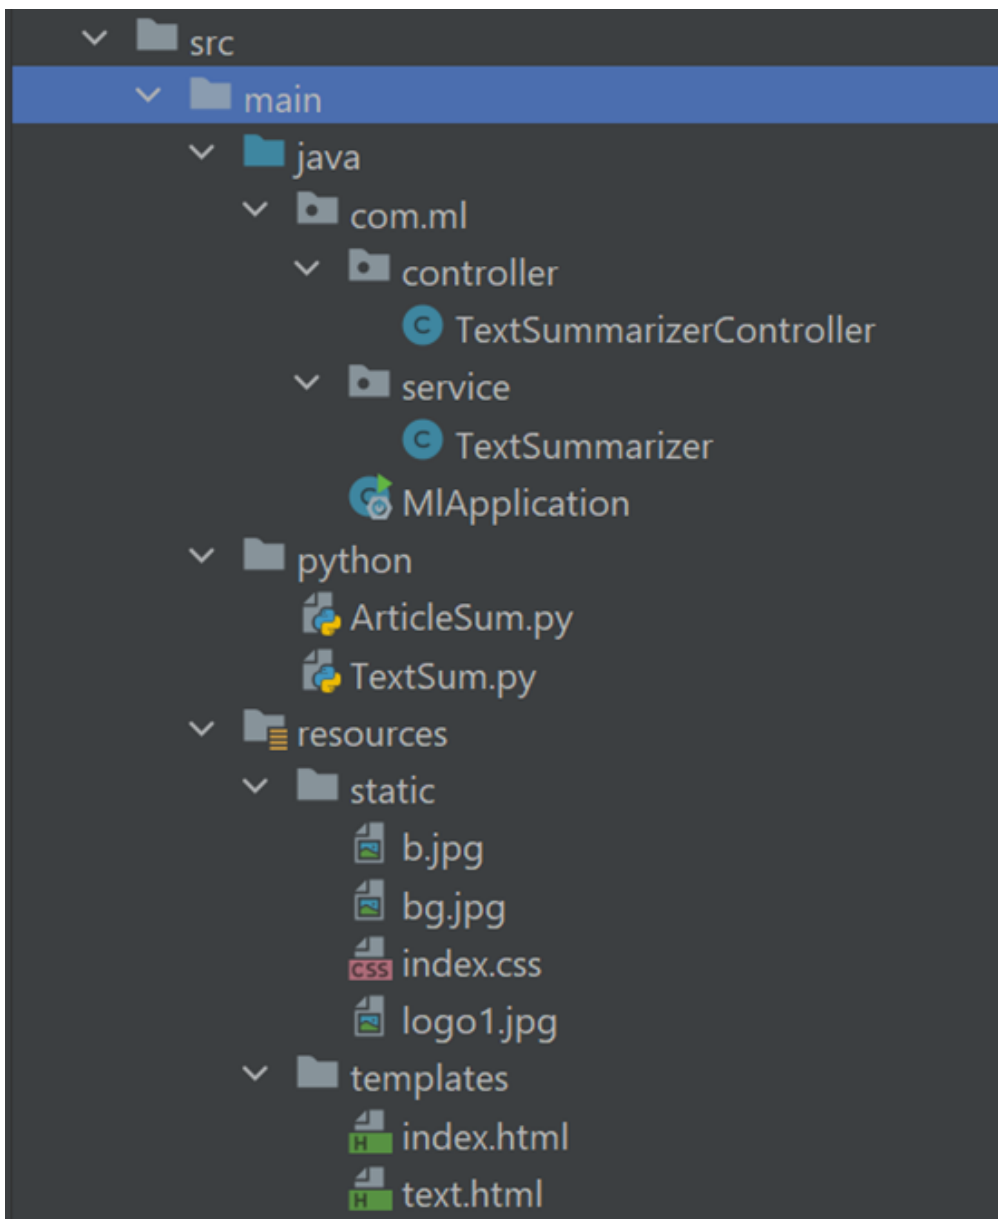 src
main
java
com.ml
controller
C TextSummarizerController
service
C TextSummarizer
MlApplication
python
ArticleSum.py
TextSum.py
resources
static
b.jpg
bg.jpg
CSS index.css
logo1.jpg
templates
H index.html
H text.html